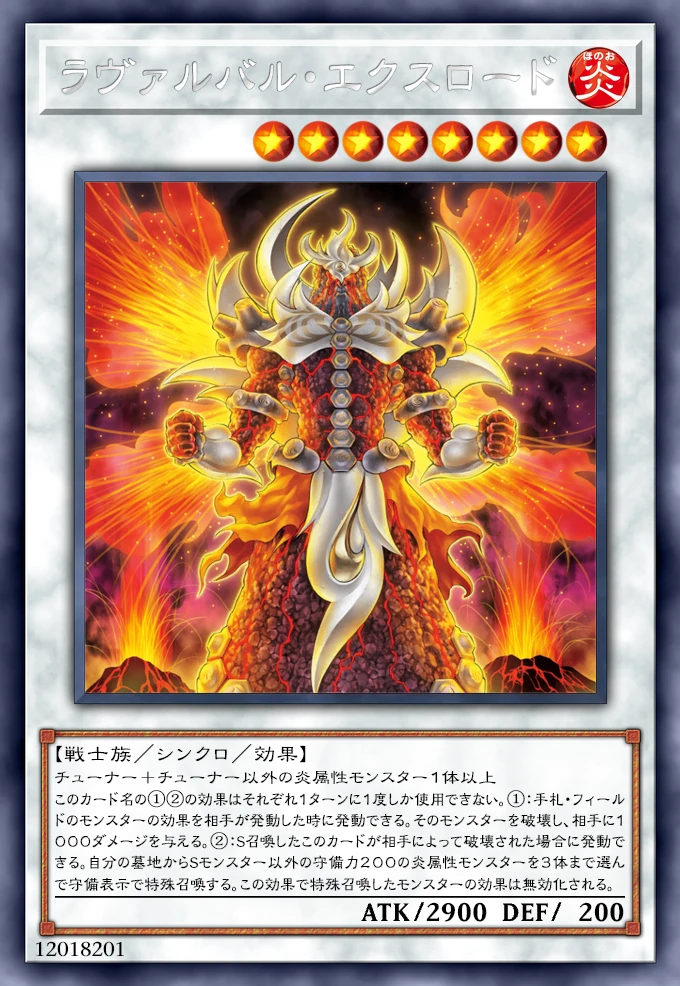 ラヴァルバル・エクスロード
ほのお
炎
【戦士族／シンクロ／効果】
チューナー＋チューナー以外の炎属性モンスター１体以上
このカード名の①②の効果はそれぞれ１ターンに１度しか使用できない。①：手札・フィール
ドのモンスターの効果を相手が発動した時に発動できる。そのモンスターを破壊し、相手に１
０００ダメージを与える。②：S召喚したこのカードが相手によって破壊された場合に発動で
きる。自分の墓地からSモンスター以外の守備力２００の炎属性モンスターを３体まで選ん
で守備表示で特殊召喚する。この効果で特殊召喚したモンスターの効果は無効化される。
ATK/2900 DEF/ 200
12018201